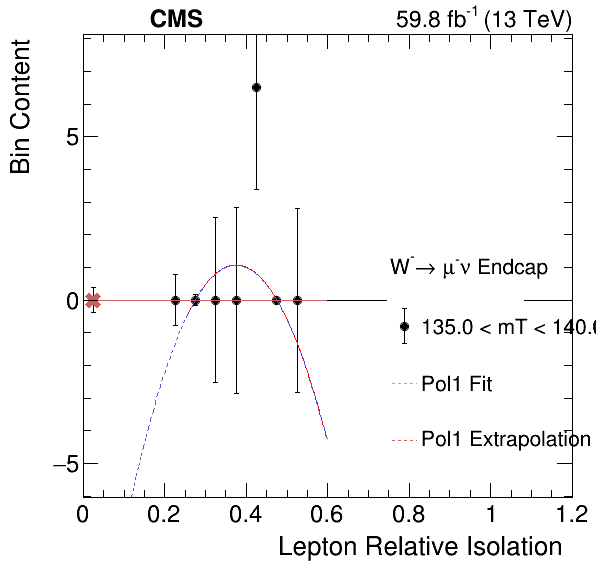 CMS
59.8 fb-1 (13 TeV)
Bin Content
5
0
−5
W-→ μ-ν Endcap
135.0 < mT < 140.0
Pol1 Fit
Pol1 Extrapolation
0 0.2 0.4 0.6 0.8 1 1.2
Lepton Relative Isolation